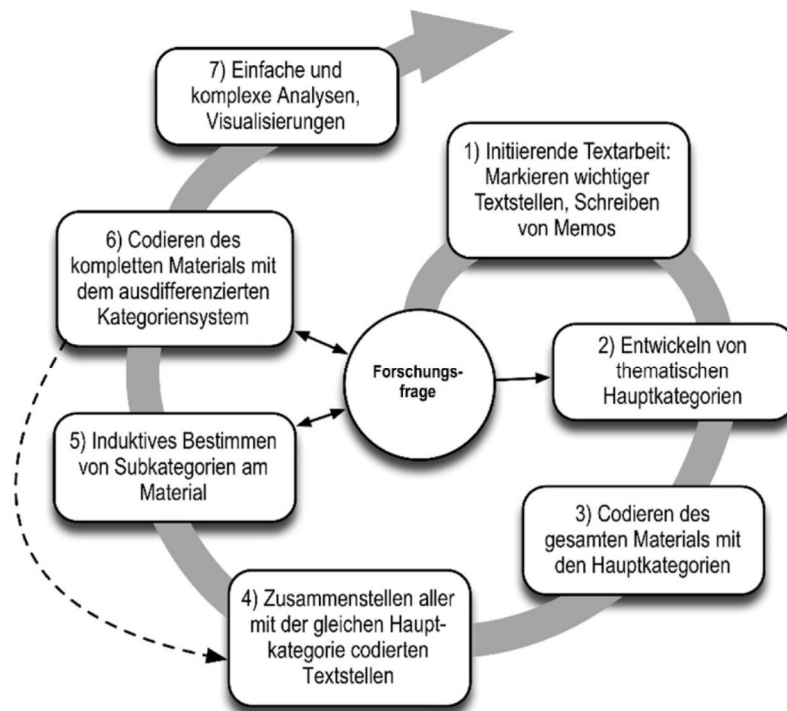 7) Einfache und
komplexe Analysen,
Visualisierungen
1) Initiierende Textarbeit:
Markieren wichtiger
Textstellen, Schreiben
von Memos
6) Codieren des
kompletten Materials mit
dem ausdifferenzierten
Kategoriensystem
Forschungs-
frage
2) Entwickeln von
thematischen
Hauptkategorien
5) Induktives Bestimmen
von Subkategorien am
Material
3) Codieren des
gesamten Materials mit
den Hauptkategorien
4) Zusammenstellen aller
mit der gleichen Haupt-
kategorie codierten
Textstellen